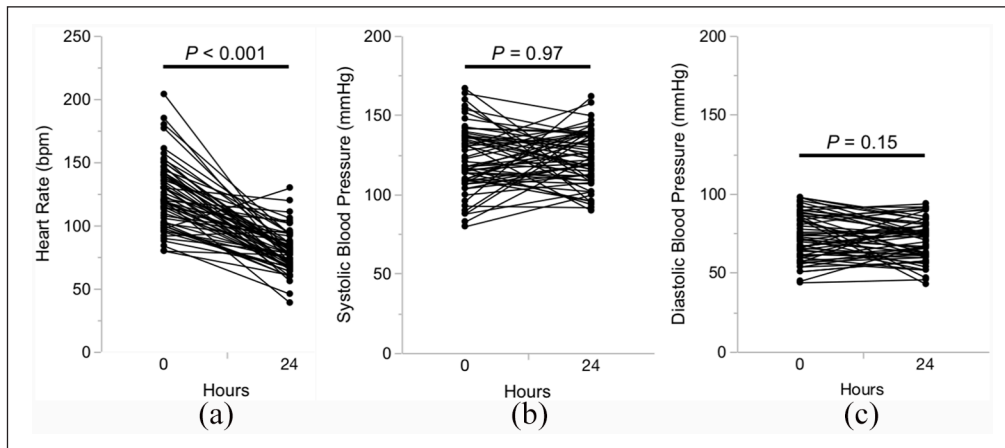 250
200
150
100
50
0
Heart Rate (bpm)
P < 0.001
0
24
Hours
(a)
200
150
100
50
0
Systolic Blood Pressure (mmHg)
P = 0.97
0
24
Hours
(b)
200
150
100
50
0
Diastolic Blood Pressure (mmHg)
P = 0.15
0
24
Hours
(c)